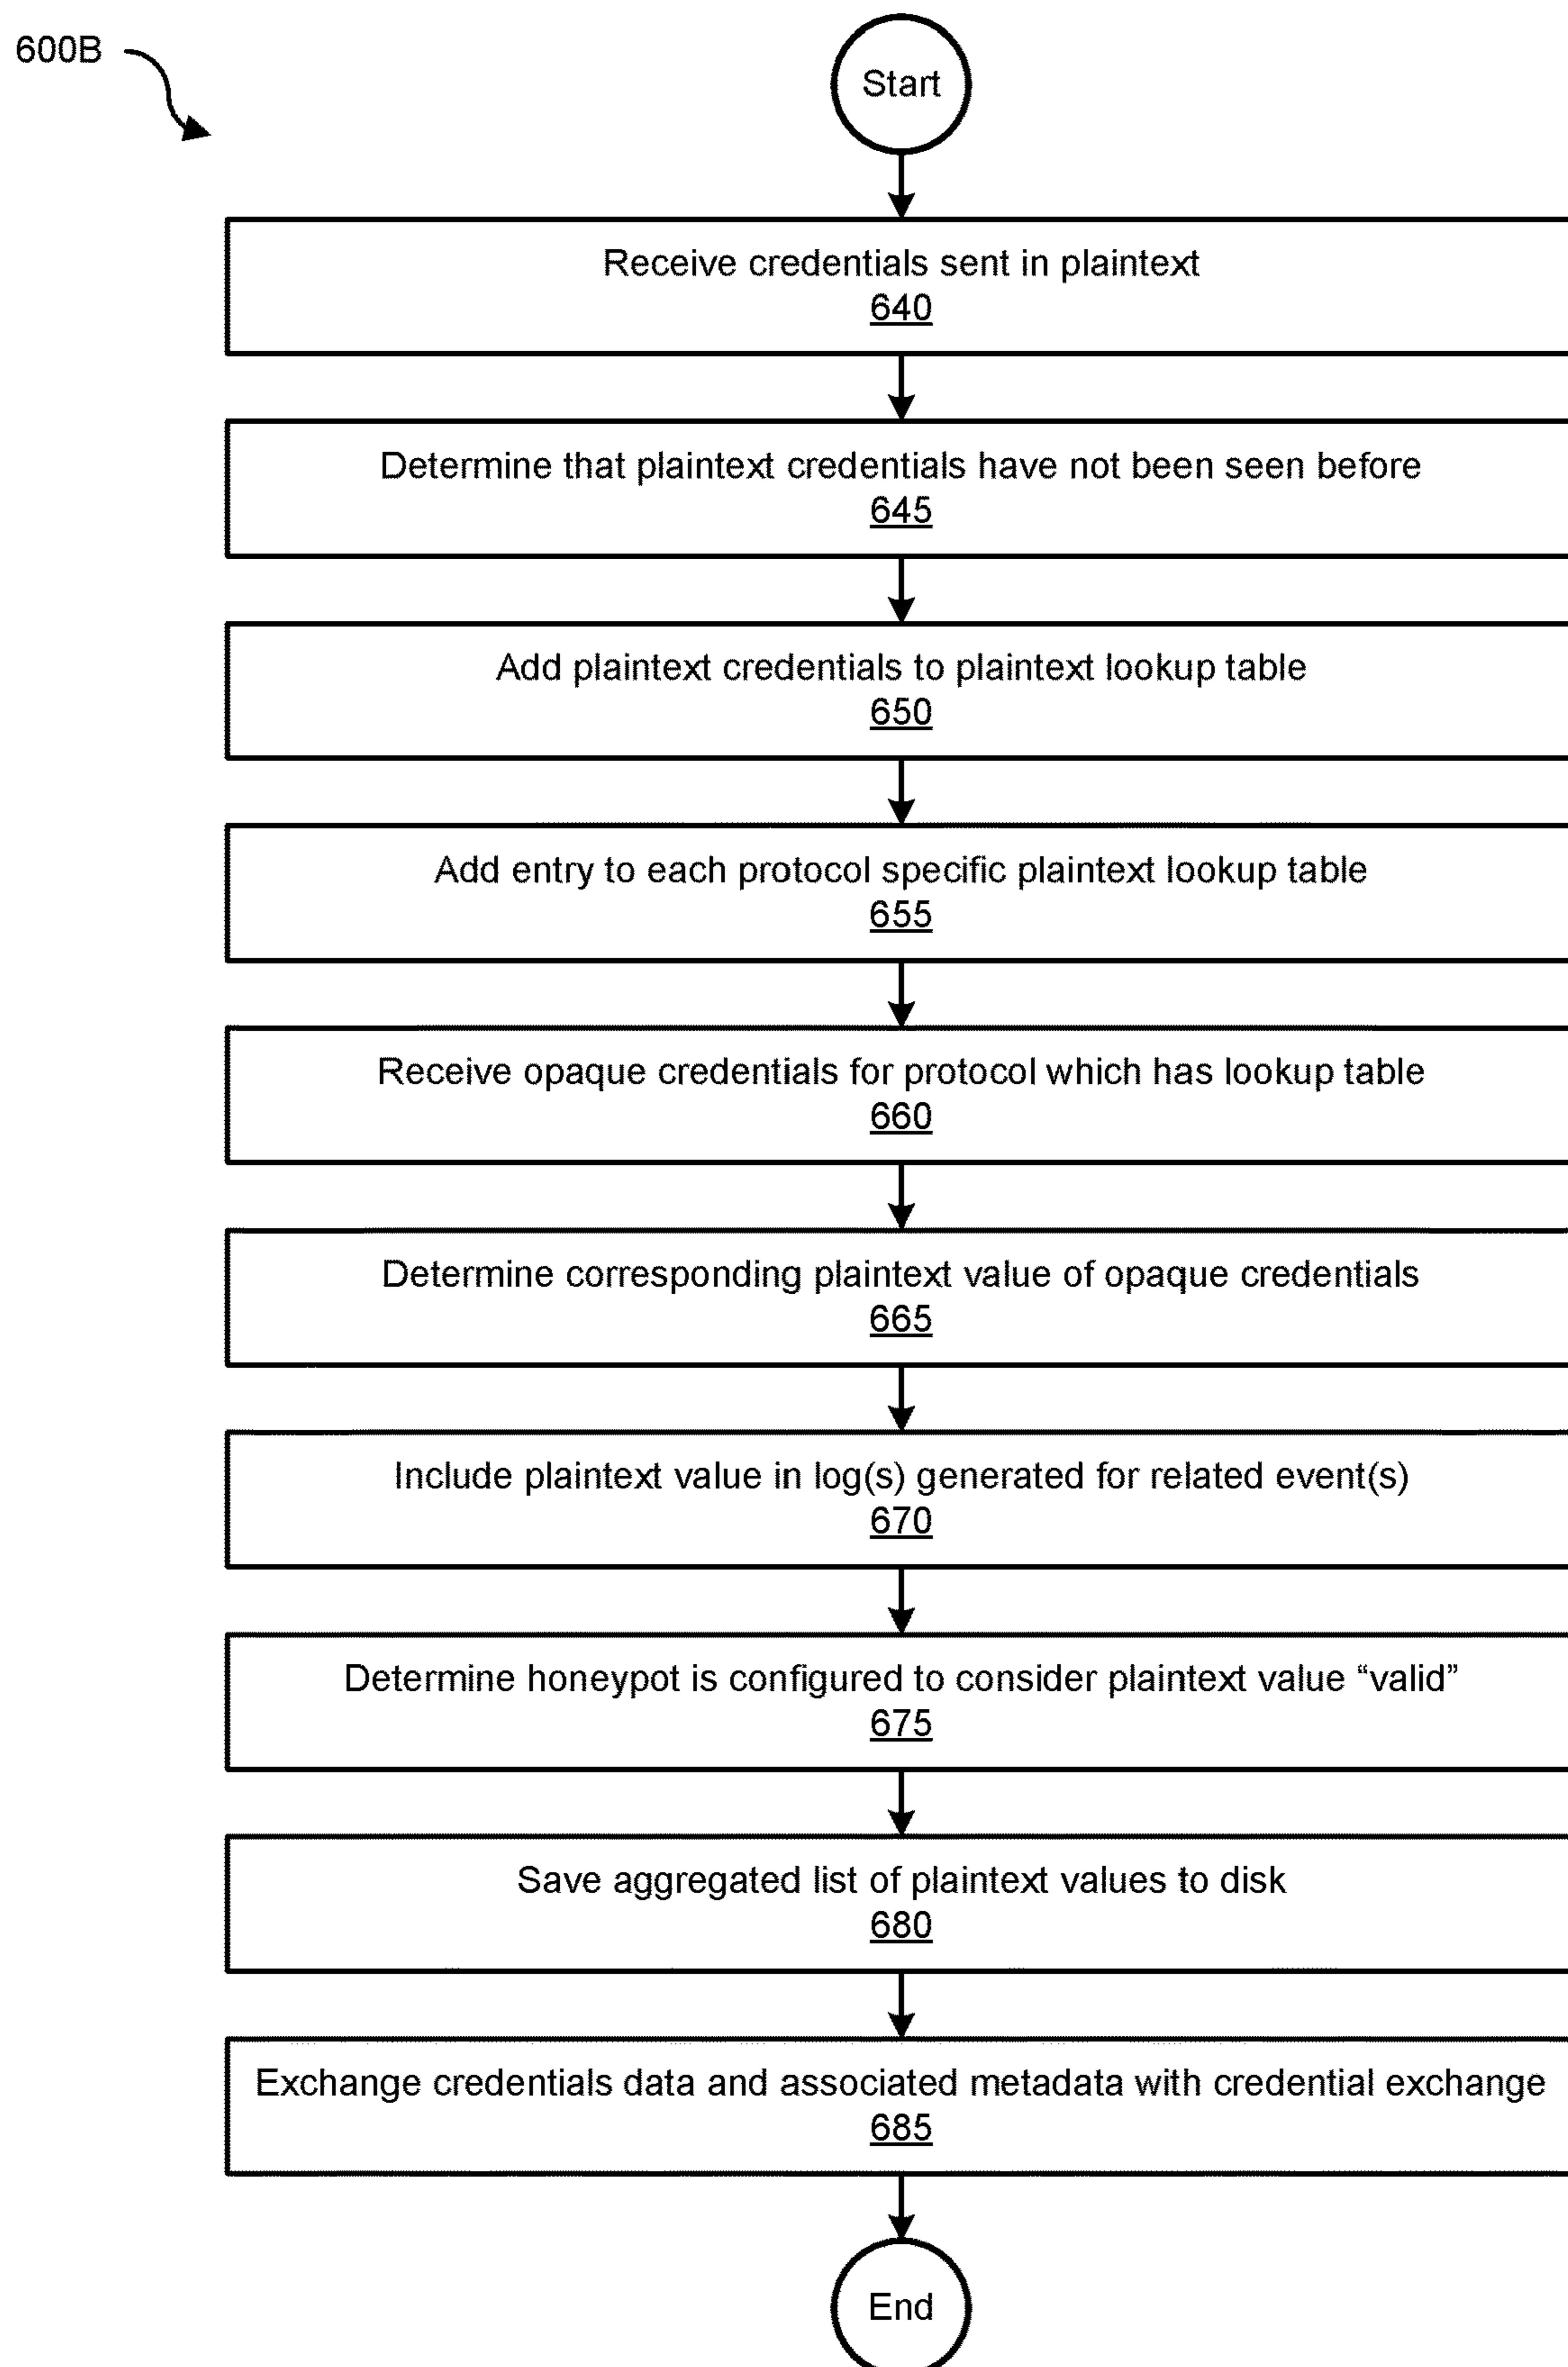 600B
Start
Receive credentials sent in plaintext
640
Determine that plaintext credentials have not been seen before
645
Add plaintext credentials to plaintext lookup table
650
Add entry to each protocol specific plaintext lookup table
655
Receive opaque credentials for protocol which has lookup table
660
Determine corresponding plaintext value of opaque credentials
665
Include plaintext value in log(s) generated for related event(s)
670
Determine honeypot is configured to consider plaintext value “valid”
675
Save aggregated list of plaintext values to disk
680
Exchange credentials data and associated metadata with credential exchange
685
End